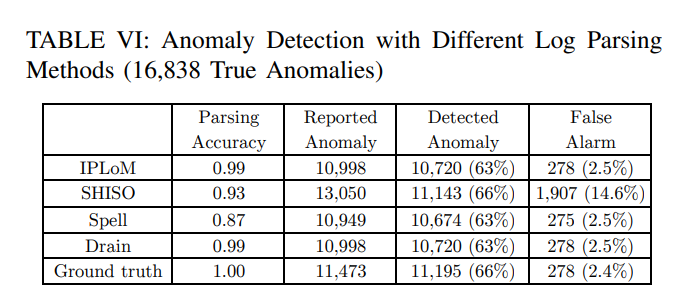 TABLE VI: Anomaly Detection with Different Log Parsing
Methods (16,838 True Anomalies)
Parsing Accuracy Reported Anomaly Detected Anomaly False Alarm
IPLoM 0.99 10,998 10,720 (63%) 278 (2.5%)
SHISO 0.93 13,050 11,143 (66%) 1,907 (14.6%)
Spell 0.87 10,949 10,674 (63%) 275 (2.5%)
Drain 0.99 10,998 10,720 (63%) 278 (2.5%)
Ground truth 1.00 11,473 11,195 (66%) 278 (2.4%)